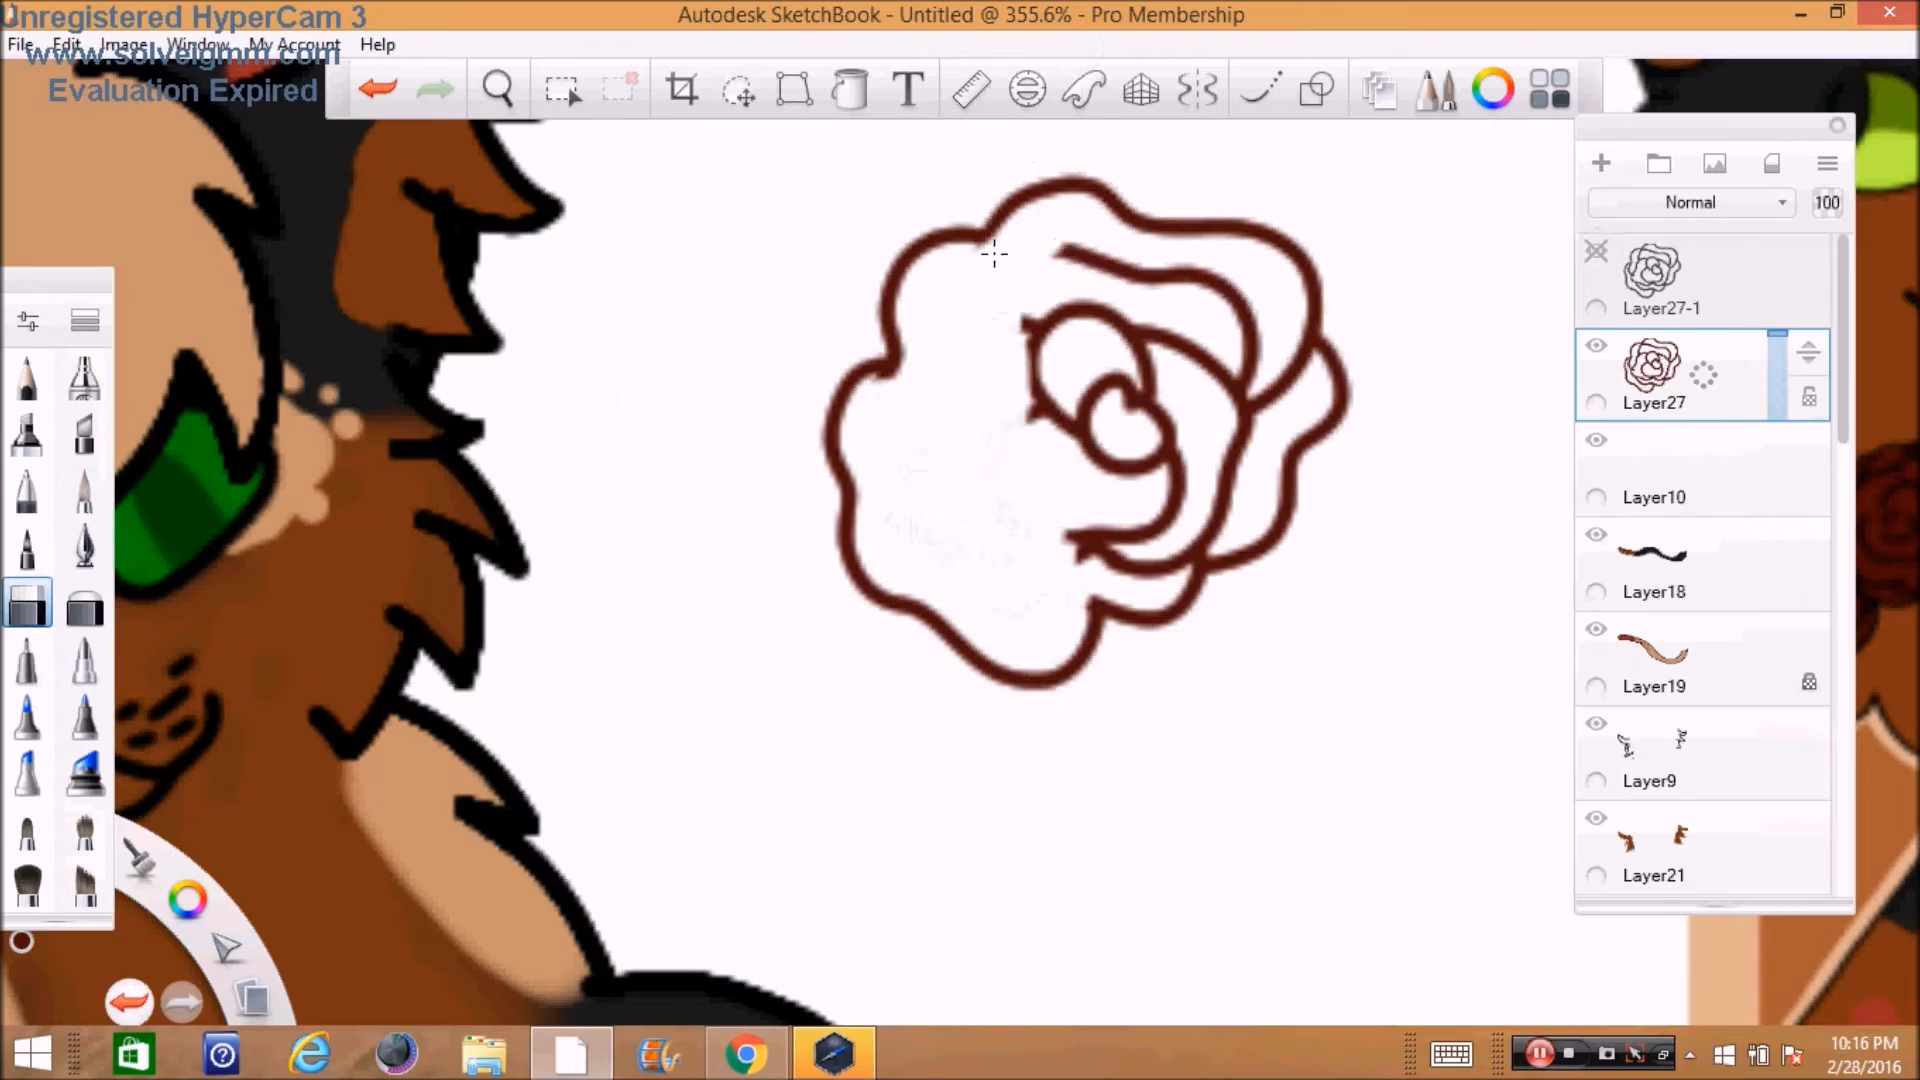 Unregistered HyperCam 3
www.solveigmm.com
Evaluation Expired
Autodesk SketchBook - Untitled @ 355.6% - Pro Membership
File Edit Image Window My Account Help
T
Normal 100
Layer27-1
Layer27
Layer10
Layer18
Layer19
Layer9
Layer21
10:16 PM
2/28/2016